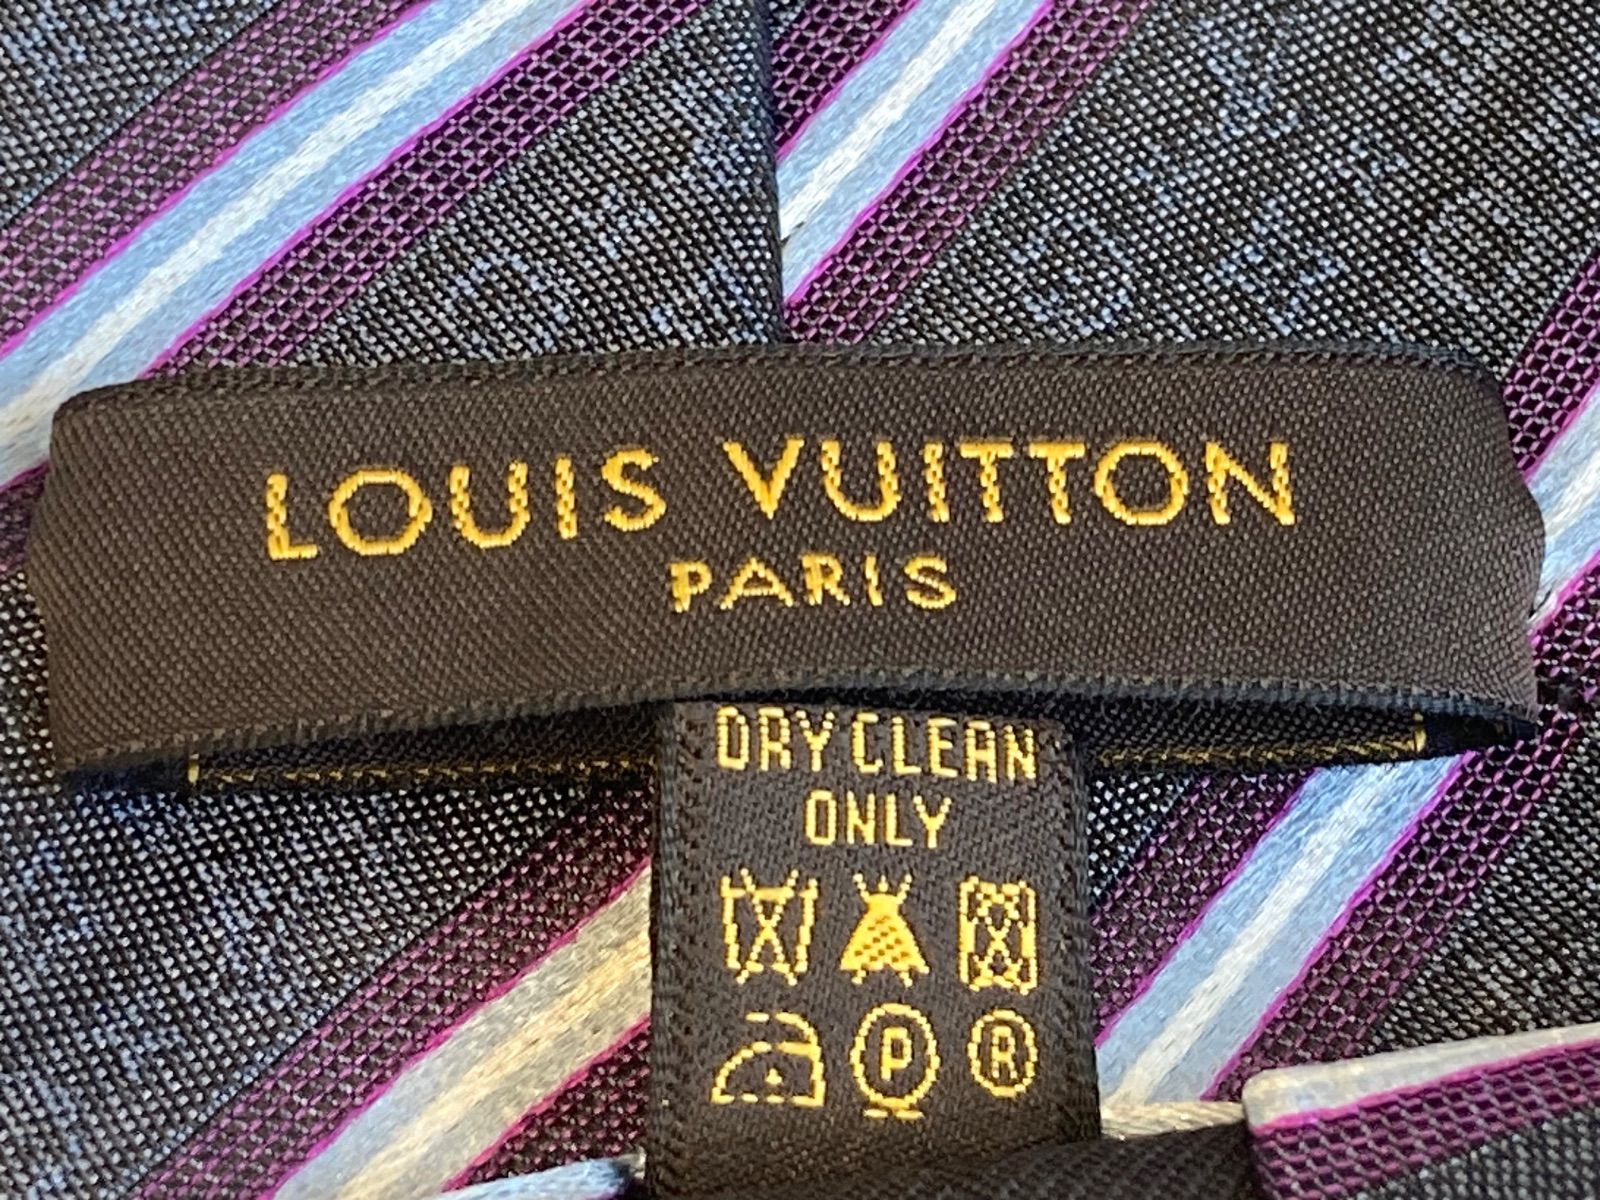 LOUIS VUITTON
PARIS
DRY CLEAN
ONLY
P R